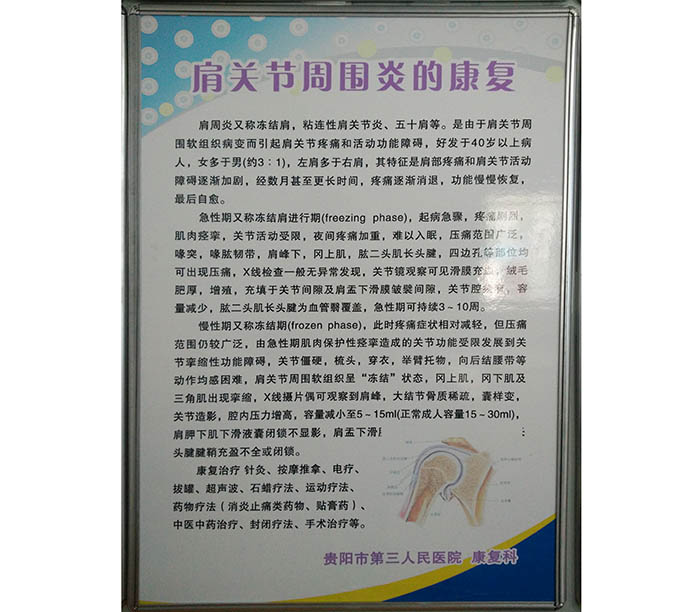 肩关节周围炎的康复
肩周炎又称冻结肩，粘连性肩关节炎、五十肩等。是由于肩关节周
围软组织病变而引起肩关节疼痛和活动功能障碍，好发于40岁以上病
人，女多于男(约3：1)，左肩多于右肩，其特征是肩部疼痛和肩关节活动
障碍逐渐加剧，经数月甚至更长时间，疼痛逐渐消退，功能慢慢恢复，
最后自愈。
急性期又称冻结肩进行期(freezing phase)，起病急骤，疼痛剧烈，
肌肉痉挛，关节活动受限，夜间疼痛加重，难以入眠，压痛范围广泛，
喙突，喙肱韧带，肩峰下，冈上肌，肱二头肌长头腱，四边孔等部位均
可出现压痛，X线检查一般无异常发现，关节镜观察可见滑膜充血，绒毛
肥厚，增殖，充填于关节间隙及肩盂下滑膜皱襞间隙，关节腔狭窄，容
量减少，肱二头肌长头腱为血管翳覆盖，急性期可持续3～10周。
慢性期又称冻结期(frozen phase)，此时疼痛症状相对减轻，但压痛
范围仍较广泛，由急性期肌肉保护性痉挛造成的关节功能受限发展到关
节挛缩性功能障碍，关节僵硬，梳头，穿衣，举臂托物，向后结腰带等
动作均感困难，肩关节周围软组织呈“冻结”状态，冈上肌，冈下肌及
三角肌出现挛缩，X线摄片偶可观察到肩峰，大结节骨质稀疏，囊样变，
关节造影，腔内压力增高，容量减小至5～15ml(正常成人容量15～30ml)，
肩胛下肌下滑液囊闭锁不显影，肩盂下滑
头腱腱鞘充盈不全或闭锁。
康复治疗 针灸、按摩推拿、电疗、
拔罐、超声波、石蜡疗法、运动疗法、
药物疗法（消炎止痛类药物、贴膏药）、
中医中药治疗、封闭疗法、手术治疗等。
贵阳市第三人民医院 康复科